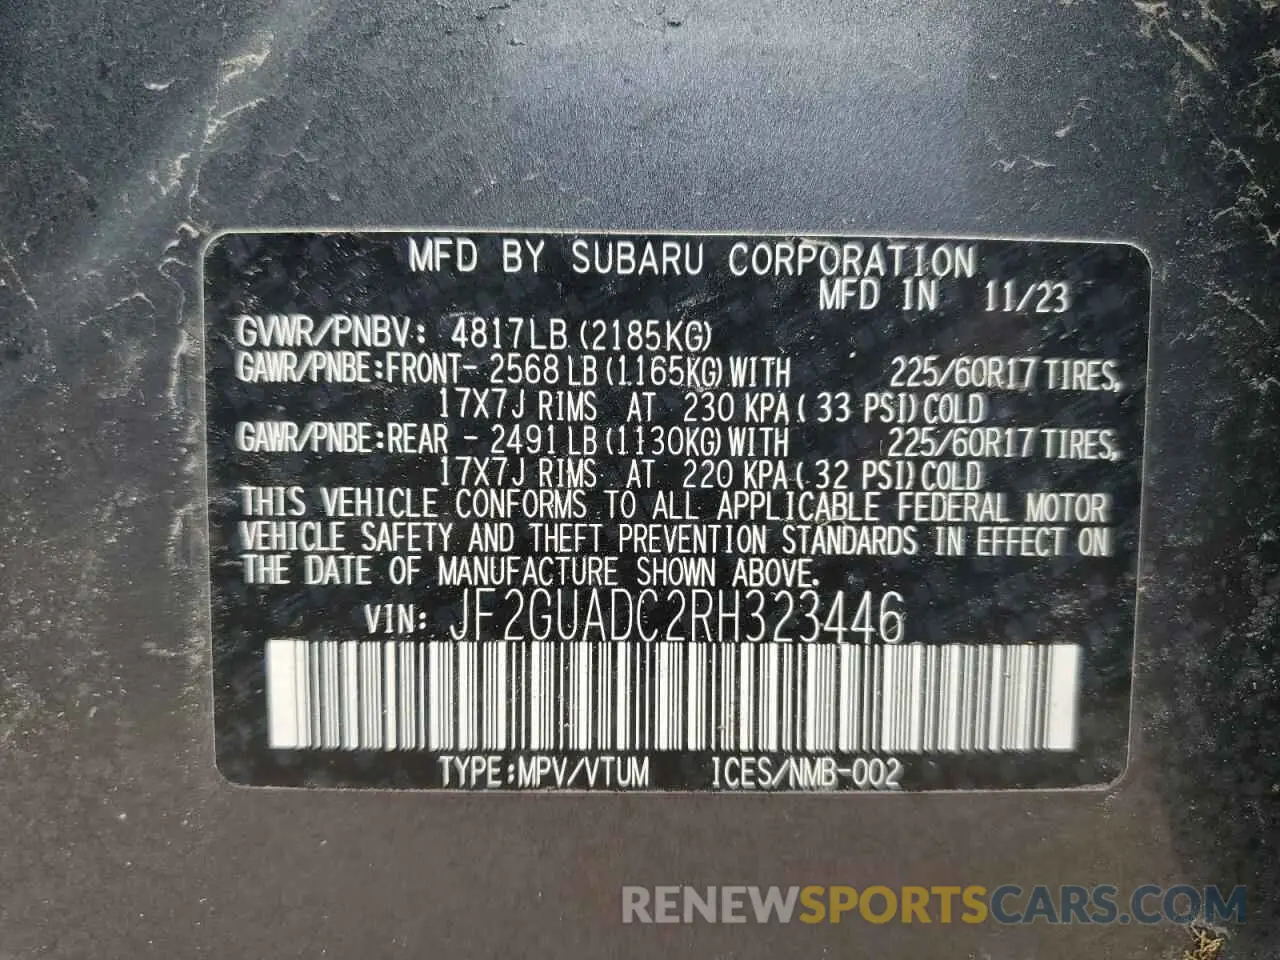 MFD BY SUBARU CORPORATION
MFD IN 11/23
GVWR/PNBV: 4817LB (2185KG)
GAWR/PNBE:FRONT- 2568 LB (1165KG) WITH 225/60R17 TIRES,
17X7J RIMS AT 230 KPA ( 33 PSI) COLD
GAWR/PNBE:REAR - 2491 LB (1130KG) WITH 225/60R17 TIRES,
17X7J RIMS AT 220 KPA ( 32 PSI) COLD
THIS VEHICLE CONFORMS TO ALL APPLICABLE FEDERAL MOTOR
VEHICLE SAFETY AND THEFT PREVENTION STANDARDS IN EFFECT ON
THE DATE OF MANUFACTURE SHOWN ABOVE.
VIN: JF2GUADC2RH323446
TYPE:MPV/VTUM ICES/NMB-002
RENEWSPORTSCARS.COM